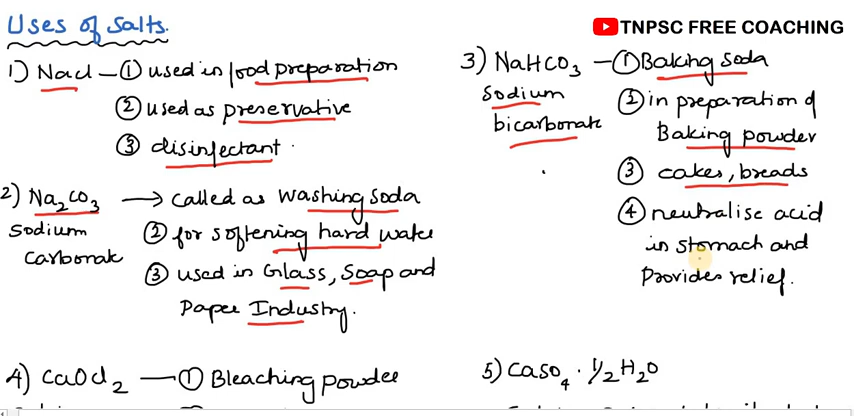 Uses of Salts.
TNPSC FREE COACHING
1) Nacl — ① used in food preparation
② used as preservative
③ disinfectant.
2) Na₂CO₃ → called as washing soda
Sodium
② for softening hard water
carbonate
③ used in Glass, Soap and
Paper Industry.
3) NaHCO₃ — ① Baking soda
Sodium
② in preparation of
bicarbonate
Baking powder
③ cakes, breads
④ neutralise acid
in stomach and
Provides relief.
4) CaOCl₂ — ① Bleaching powder
5) CaSO₄ · ½ H₂O